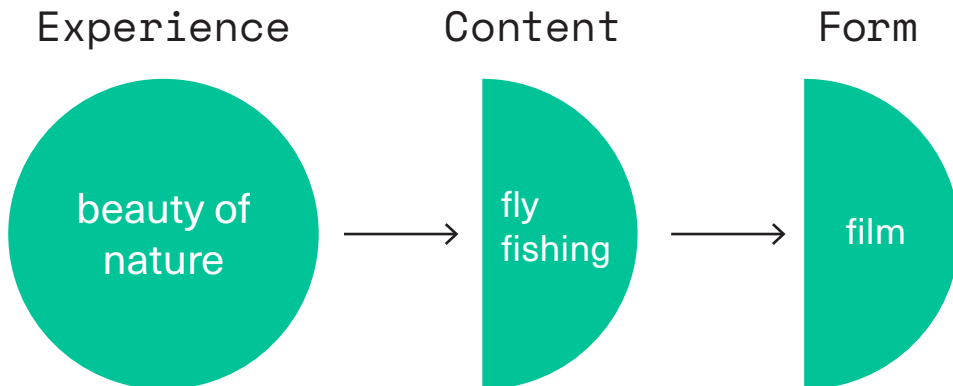 Experience
Content
Form
beauty of
nature
fly
fishing
film